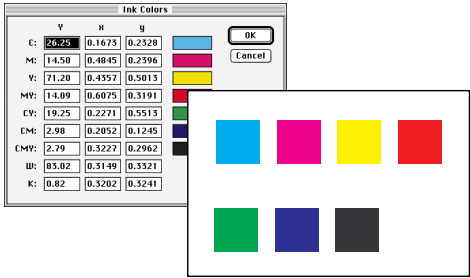 Ink Colors
Y x y
C: 26.25 0.1673 0.2328 OK
M: 14.50 0.4845 0.2396 Cancel
Y: 71.20 0.4357 0.5013
MY: 14.09 0.6075 0.3191
CY: 19.25 0.2271 0.5513
CM: 2.98 0.2052 0.1245
CMY: 2.79 0.3227 0.2962
W: 83.02 0.3149 0.3321
K: 0.82 0.3202 0.3241